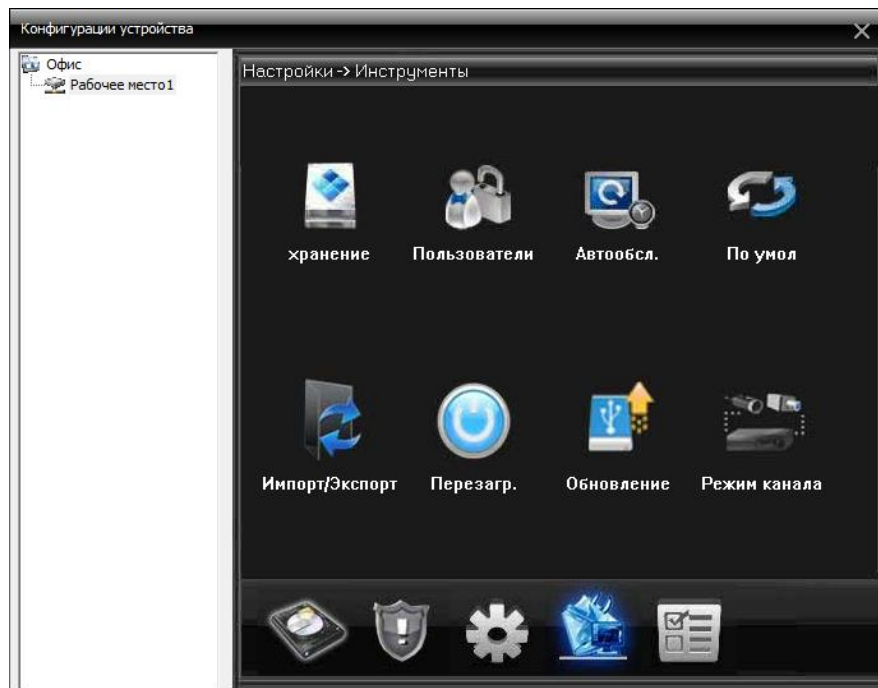 Конфигурации устройства
Офис
Рабочее место1
Настройки -> Инструменты
хранение Пользователи Автообсл. По умол
Импорт/Экспорт Перезагр. Обновление Режим канала